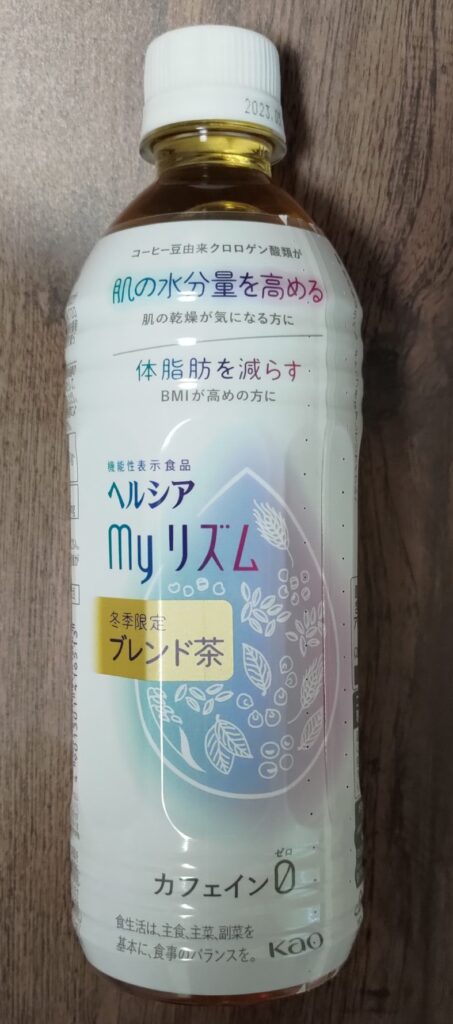 2023.
コーヒー豆由来クロロゲン酸類が
肌の水分量を高める
肌の乾燥が気になる方に
体脂肪を減らす
BMIが高めの方に
機能性表示食品
ヘルシア
myリズム
冬季限定
ブレンド茶
ゼロ
カフェイン0
食生活は、主食、主菜、副菜を
基本に、食事のバランスを。
Kao